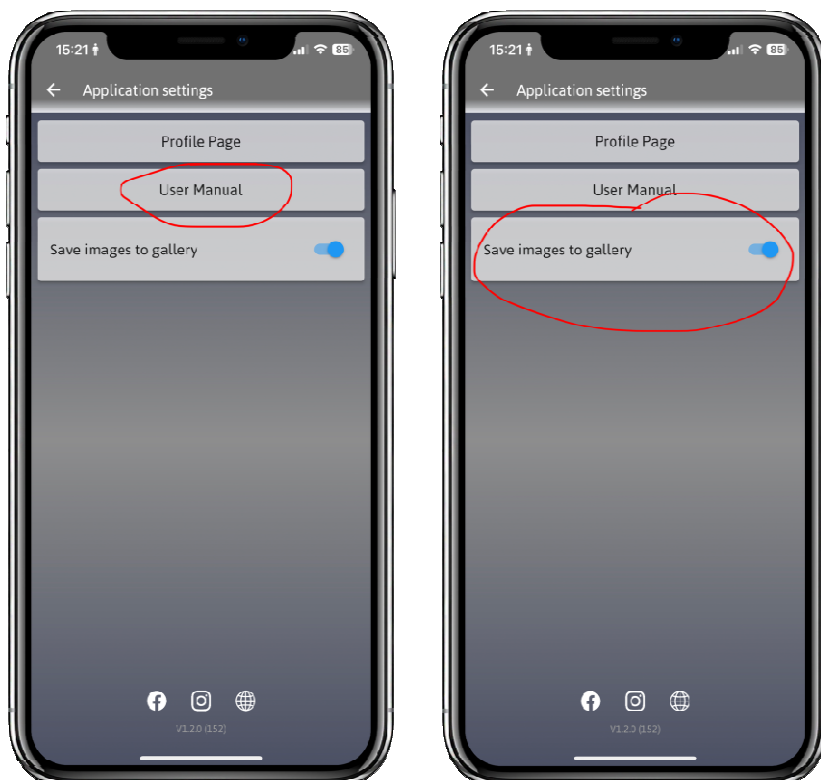 15:21
85
Application settings
Profile Page
User Manual
Save images to gallery
V1.2.0 (152)
15:21
85
Application settings
Profile Page
User Manual
Save images to gallery
V1.2.0 (152)